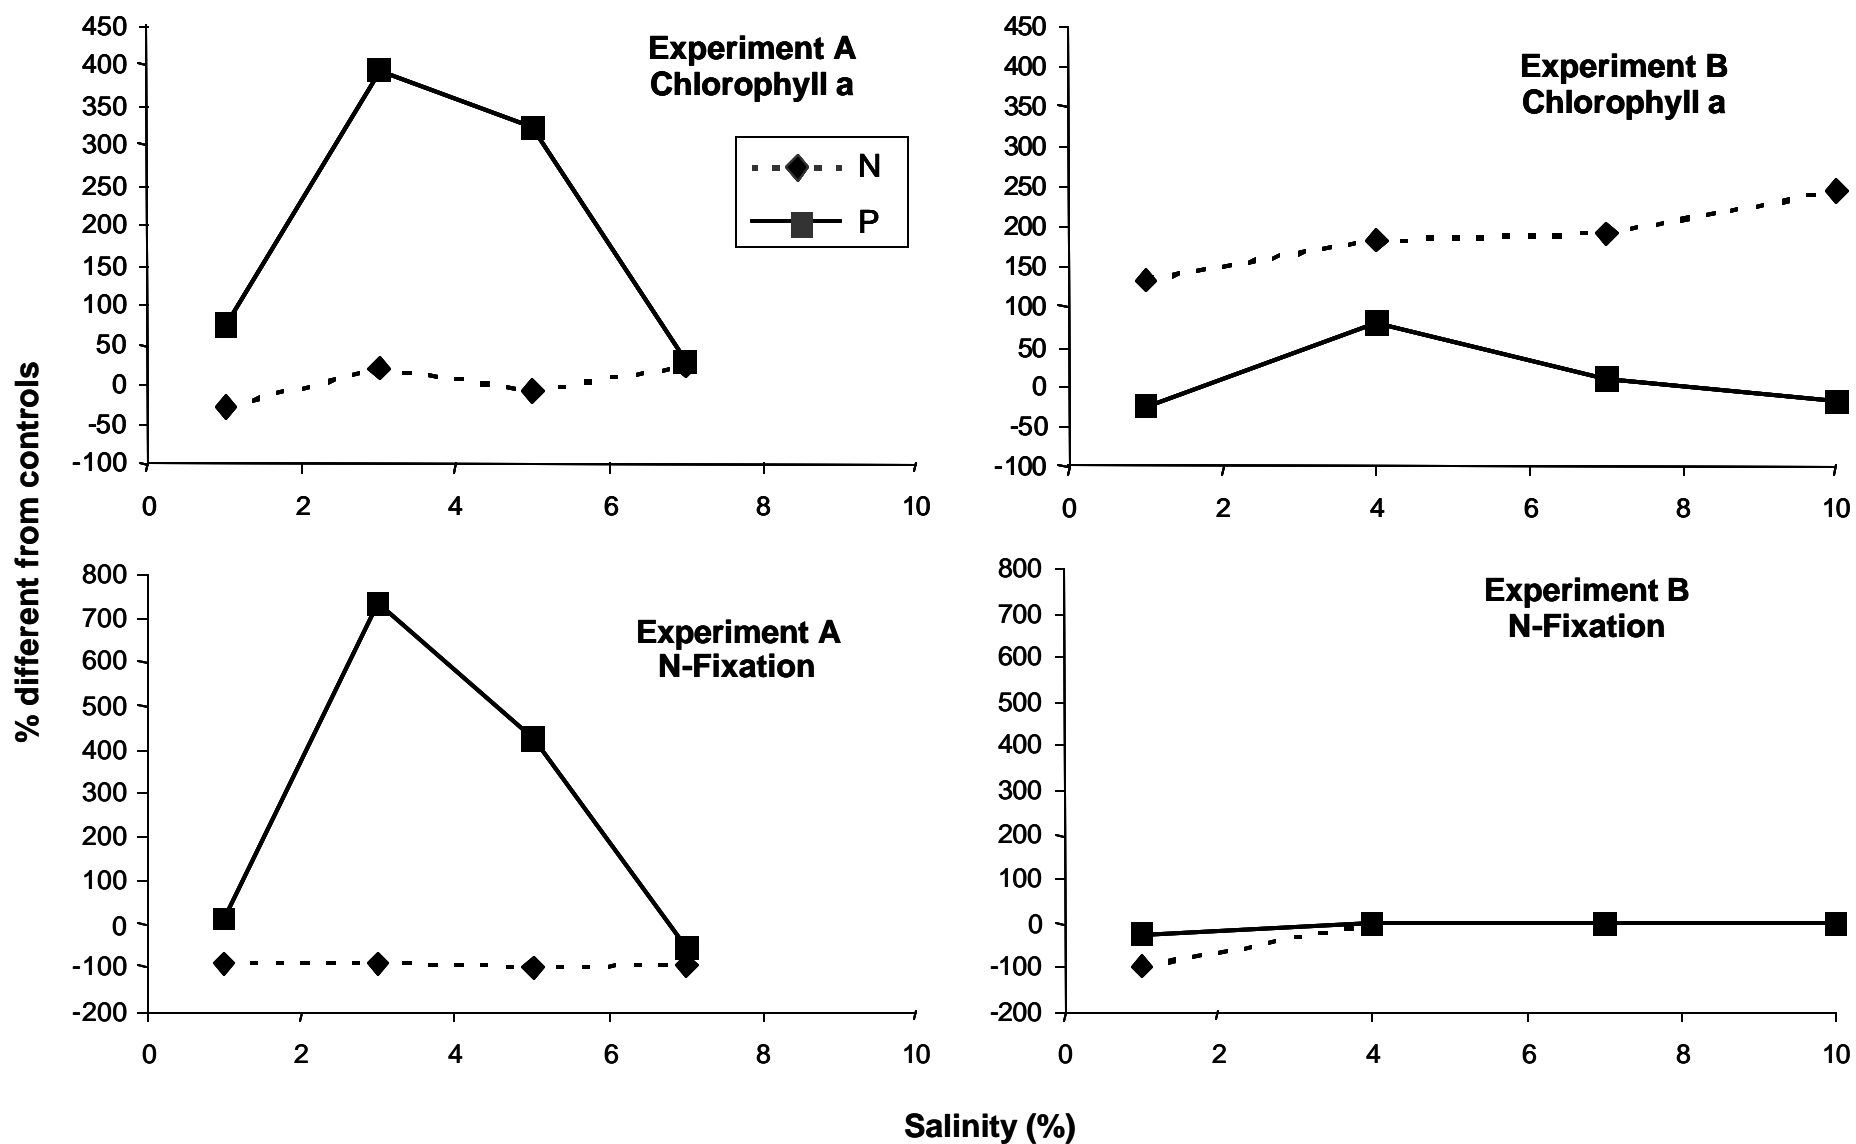 % different from controls
Experiment A
Chlorophyll a
N
P
450
400
350
300
250
200
150
100
50
0
-50
-100
0 2 4 6 8 10
Experiment B
Chlorophyll a
450
400
350
300
250
200
150
100
50
0
-50
-100
0 2 4 6 8 10
Experiment A
N-Fixation
800
700
600
500
400
300
200
100
0
-100
-200
0 2 4 6 8 10
Experiment B
N-Fixation
800
700
600
500
400
300
200
100
0
-100
-200
0 2 4 6 8 10
Salinity (%)